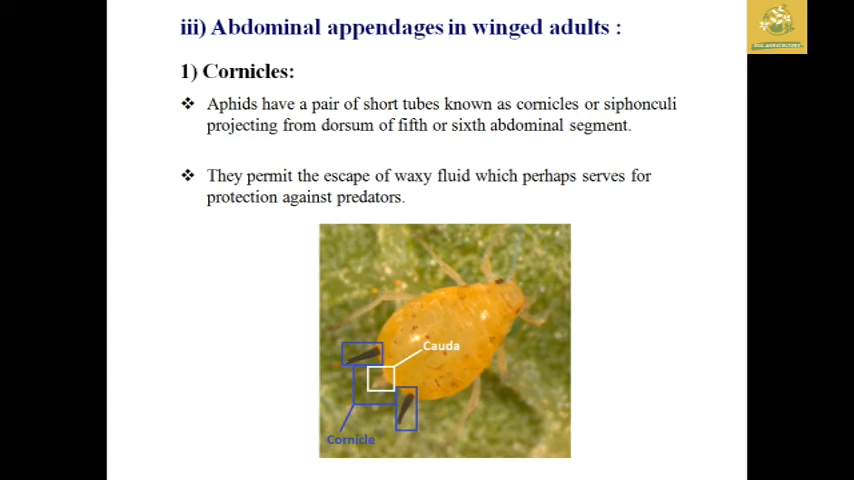 iii) Abdominal appendages in winged adults :
1) Cornicles:
❖ Aphids have a pair of short tubes known as cornicles or siphonculi
projecting from dorsum of fifth or sixth abdominal segment.
❖ They permit the escape of waxy fluid which perhaps serves for
protection against predators.
Cauda
Cornicle